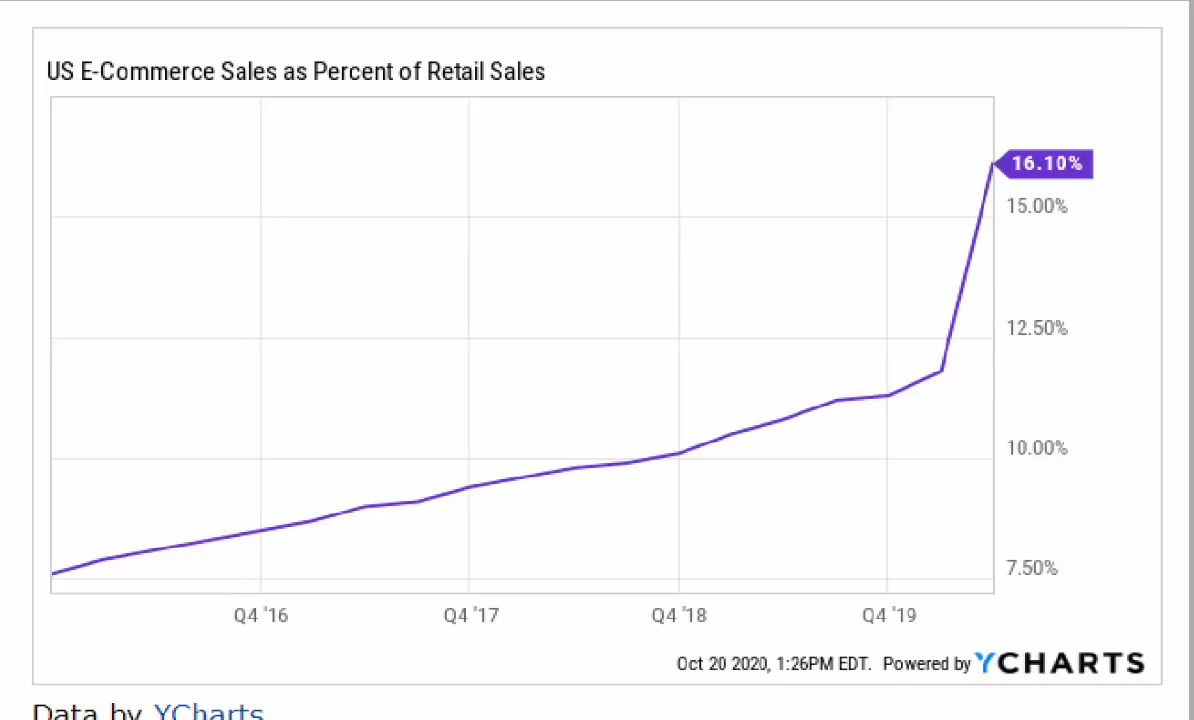 US E-Commerce Sales as Percent of Retail Sales
16.10%
15.00%
12.50%
10.00%
7.50%
Q4 '16 Q4 '17 Q4 '18 Q4 '19
Oct 20 2020, 1:26PM EDT. Powered by YCHARTS
Data by YCharts